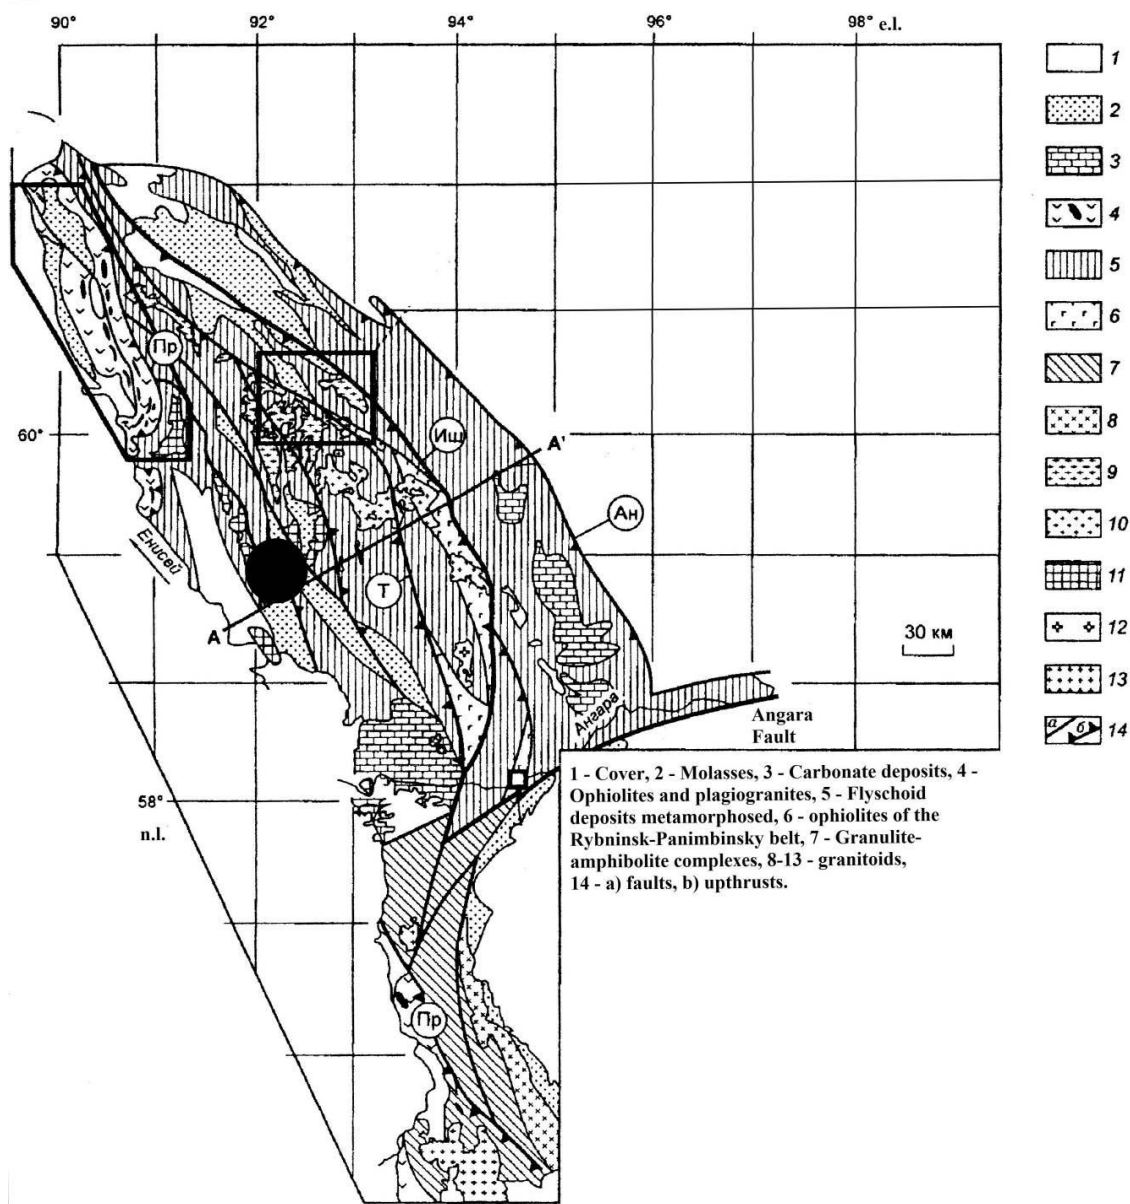 90° 92° 94° 96° 98° e.l.
1
2
3
4
5
6
7
8
9
10
11
12
13
а б 14
Пр
60°
A'
Иш
Ан
Енисей
Т
A
30 км
Ангара
Angara
Fault
58°
n.l.
1 - Cover, 2 - Molasses, 3 - Carbonate deposits, 4 -
Ophiolites and plagiogranites, 5 - Flyschoid
deposits metamorphosed, 6 - ophiolites of the
Rybninsk-Panimbinsky belt, 7 - Granulite-
amphibolite complexes, 8-13 - granitoids,
14 - a) faults, b) upthrusts.
Пр